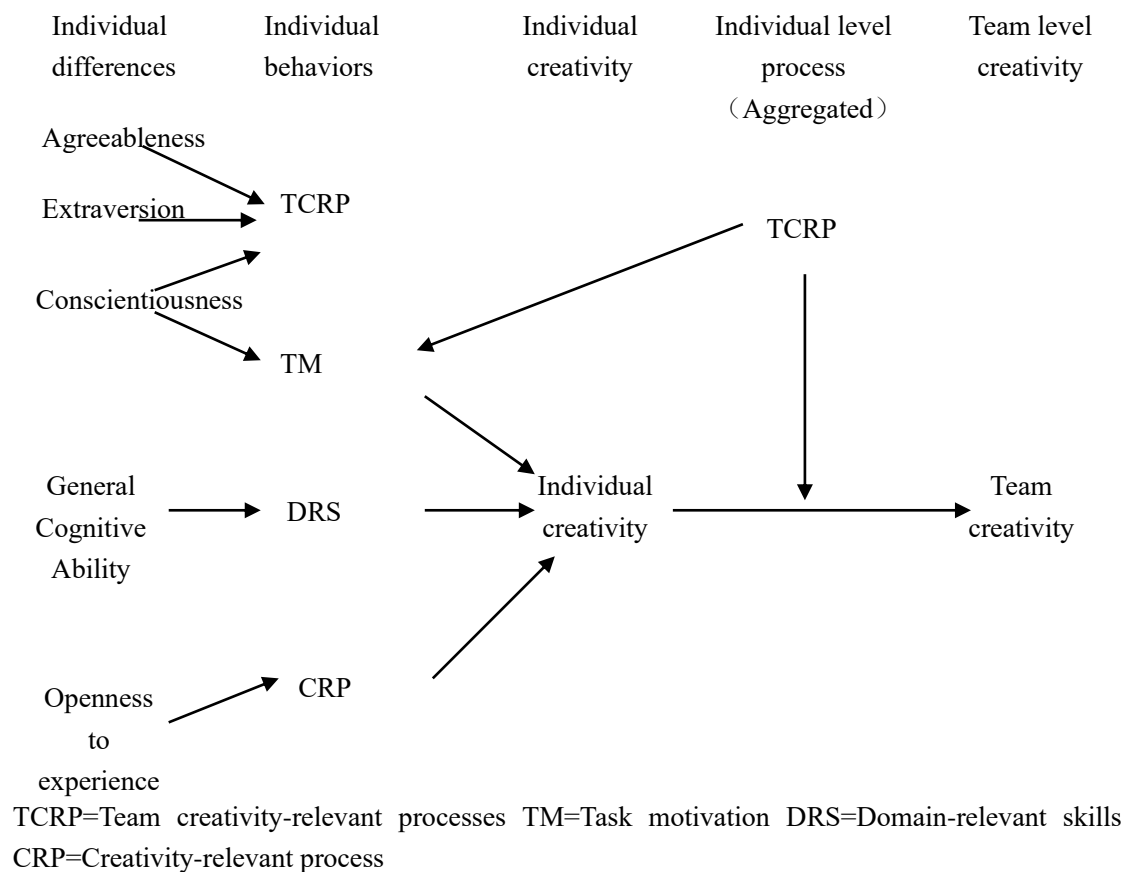 Individual differences
Individual behaviors
Individual creativity
Individual level process
（Aggregated）
Team level creativity
Agreeableness
Extraversion
Conscientiousness
TCRP
TM
TCRP
General
Cognitive
Ability
DRS
Individual
creativity
Team
creativity
Openness
to
experience
CRP
TCRP=Team creativity-relevant processes TM=Task motivation DRS=Domain-relevant skills
CRP=Creativity-relevant process